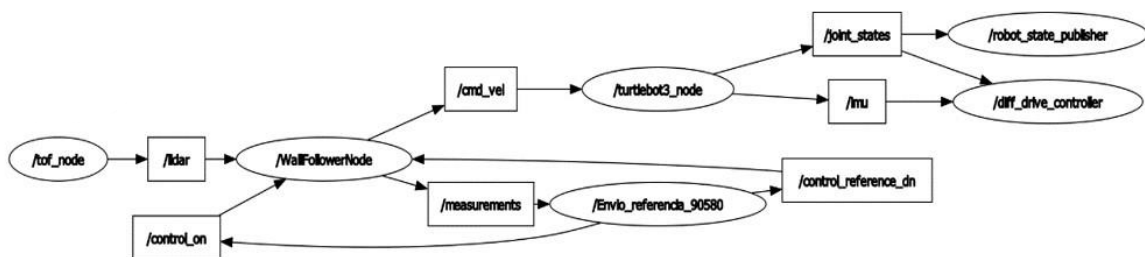 /joint_states
/robot_state_publisher
/cmd_vel
/turtlebot3_node
/imu
/diff_drive_controller
/tof_node
/lidar
/WallFollowerNode
/control_reference_dn
/measurements
/Envio_referencia_90580
/control_on